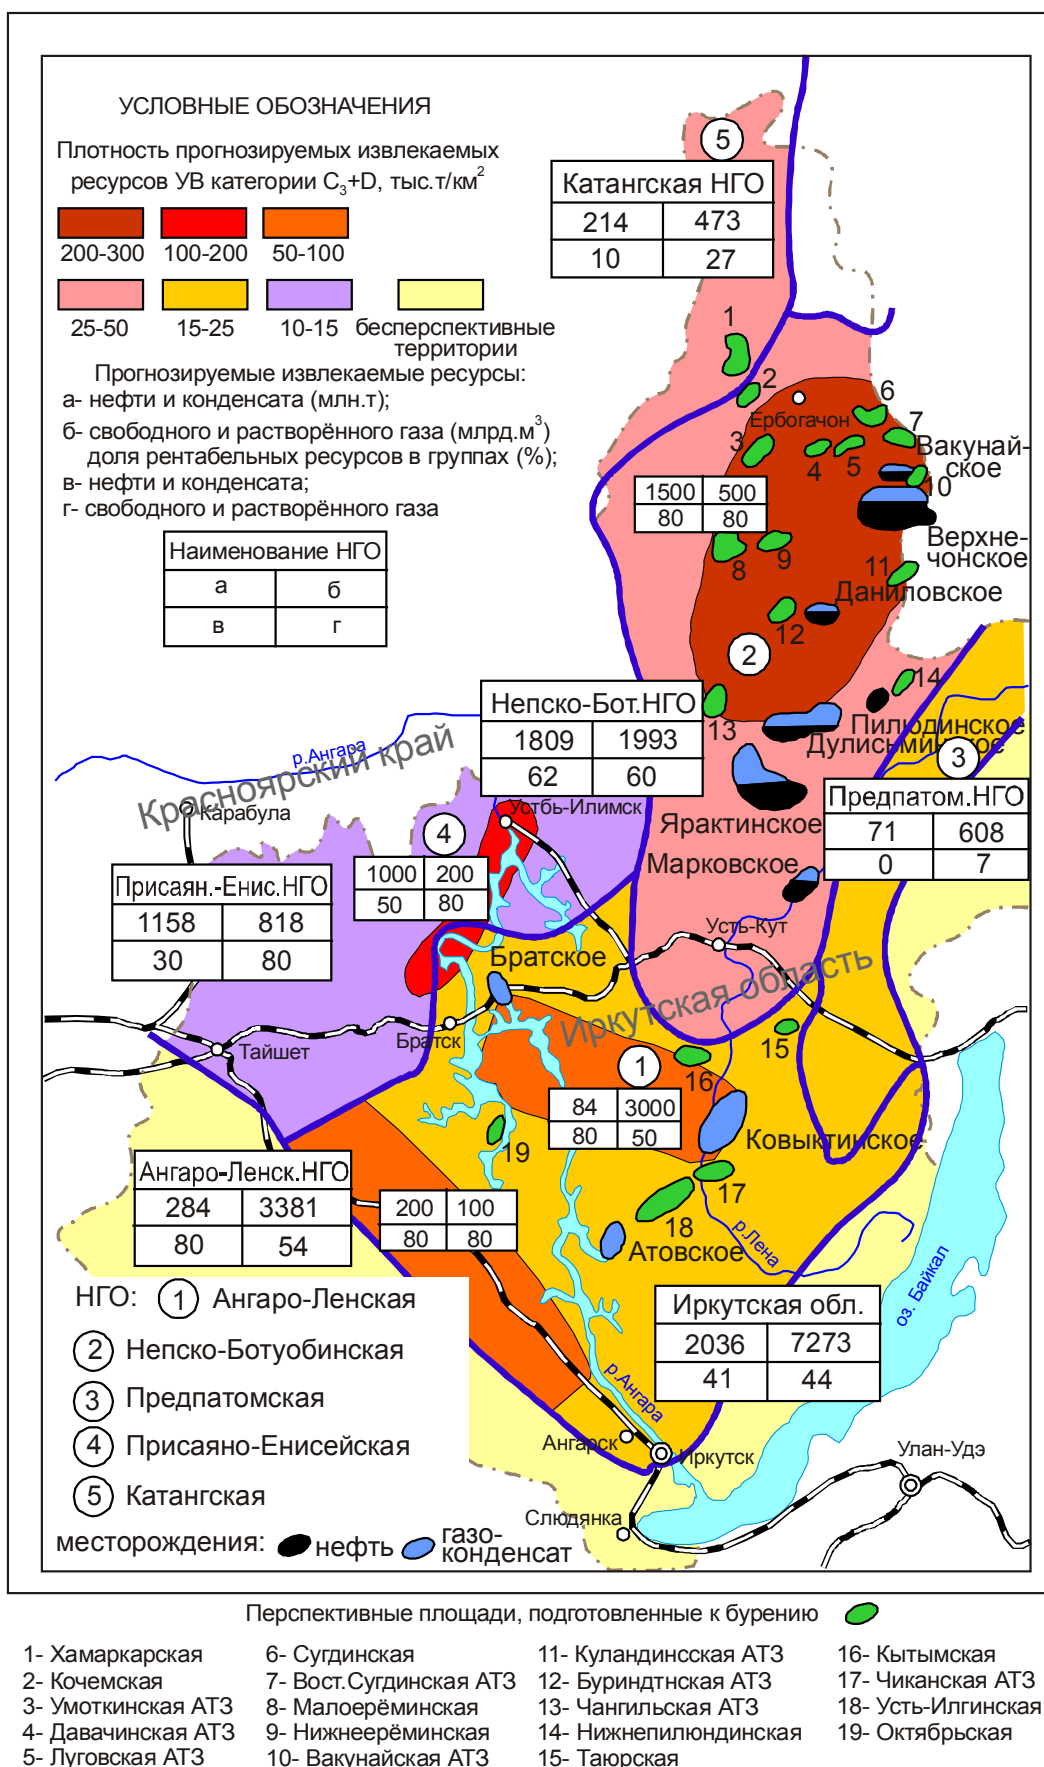 УСЛОВНЫЕ ОБОЗНАЧЕНИЯ
Плотность прогнозируемых извлекаемых
ресурсов УВ категории С₃+D, тыс.т/км²
200-300 100-200 50-100
25-50 15-25 10-15 бесперспективные
территории
Прогнозируемые извлекаемые ресурсы:
а- нефти и конденсата (млн.т);
б- свободного и растворённого газа (млрд.м³)
доля рентабельных ресурсов в группах (%);
в- нефти и конденсата;
г- свободного и растворённого газа
Наименование НГО
а б
в г
5
Катангская НГО
214 473
10 27
1
2
Ербогачон
3
4
5
6
7
Вакунай-
ское
10
1500 500
80 80
Верхне-
чонское
8
9
11
Даниловское
12
2
14
13
Пилюдинское
Дулисьминское
3
Непско-Бот.НГО
1809 1993
62 60
р.Ангара
Красноярский край
Карабула
Устбь-Илимск
4
1000 200
50 80
Предпатом.НГО
71 608
0 7
Ярактинское
Марковское
Присаян.-Енис.НГО
1158 818
30 80
Усть-Кут
Братское
Иркутская область
Братск
Тайшет
15
1
16
84 3000
80 50
Ковыктинское
19
17
18
Ангаро-Ленск.НГО
284 3381
80 54
200 100
80 80
Атовское
р.Лена
оз. Байкал
Иркутская обл.
2036 7273
41 44
р.Ангара
Ангарск
Иркутск
Улан-Удэ
Слюдянка
НГО: 1 Ангаро-Ленская
2 Непско-Ботуобинская
3 Предпатомская
4 Присаяно-Енисейская
5 Катангская
месторождения: нефть газо-
конденсат
Перспективные площади, подготовленные к бурению
1- Хамаркарская
2- Кочемская
3- Умоткинская АТЗ
4- Давачинская АТЗ
5- Луговская АТЗ
6- Сугдинская
7- Вост.Сугдинская АТЗ
8- Малоерёминская
9- Нижнеерёминская
10- Вакунайская АТЗ
11- Куландинсская АТЗ
12- Буриндтнская АТЗ
13- Чангильская АТЗ
14- Нижнепилюндинская
15- Таюрская
16- Кытымская
17- Чиканская АТЗ
18- Усть-Илгинская
19- Октябрьская